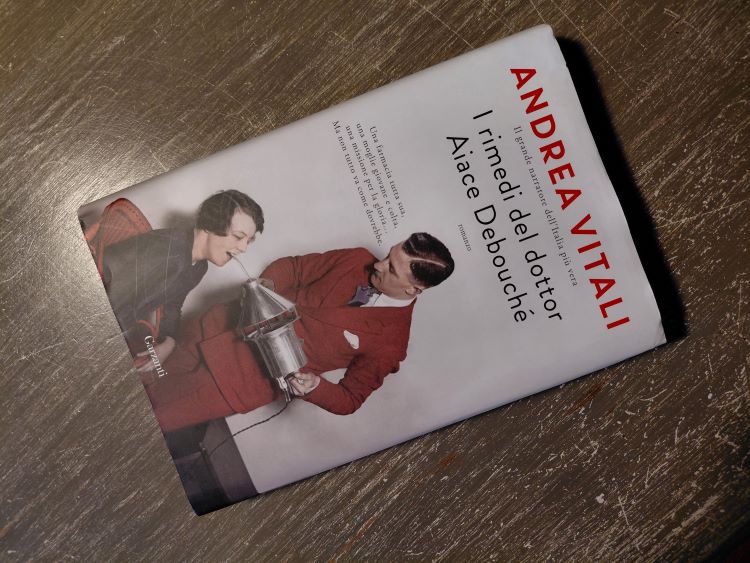 ANDREA VITALI
Il grande narratore dell'Italia più vera
I rimedi del dottor
Aiace Debouché
romanzo
Una farmacia tutta sua,
una moglie giovane e colta,
una missione per la gloria...
Ma non tutto va come dovrebbe.
Garzanti